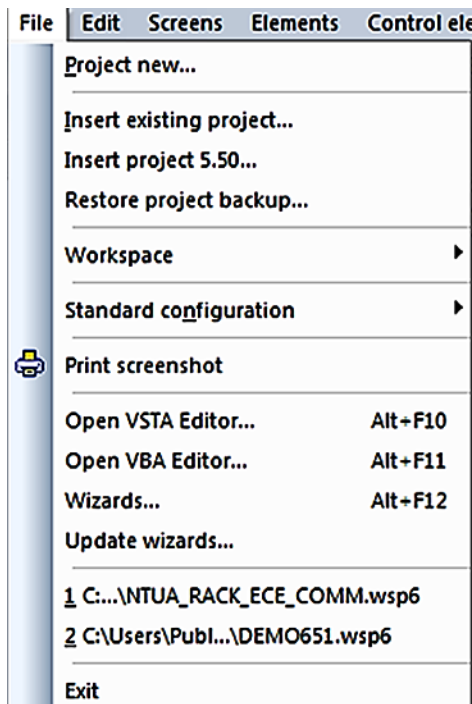 File Edit Screens Elements Control ele
Project new...
Insert existing project...
Insert project 5.50...
Restore project backup...
Workspace
Standard configuration
Print screenshot
Open VSTA Editor... Alt+F10
Open VBA Editor... Alt+F11
Wizards... Alt+F12
Update wizards...
1 C:...\NTUA_RACK_ECE_COMM.wsp6
2 C:\Users\Publ...\DEMO651.wsp6
Exit